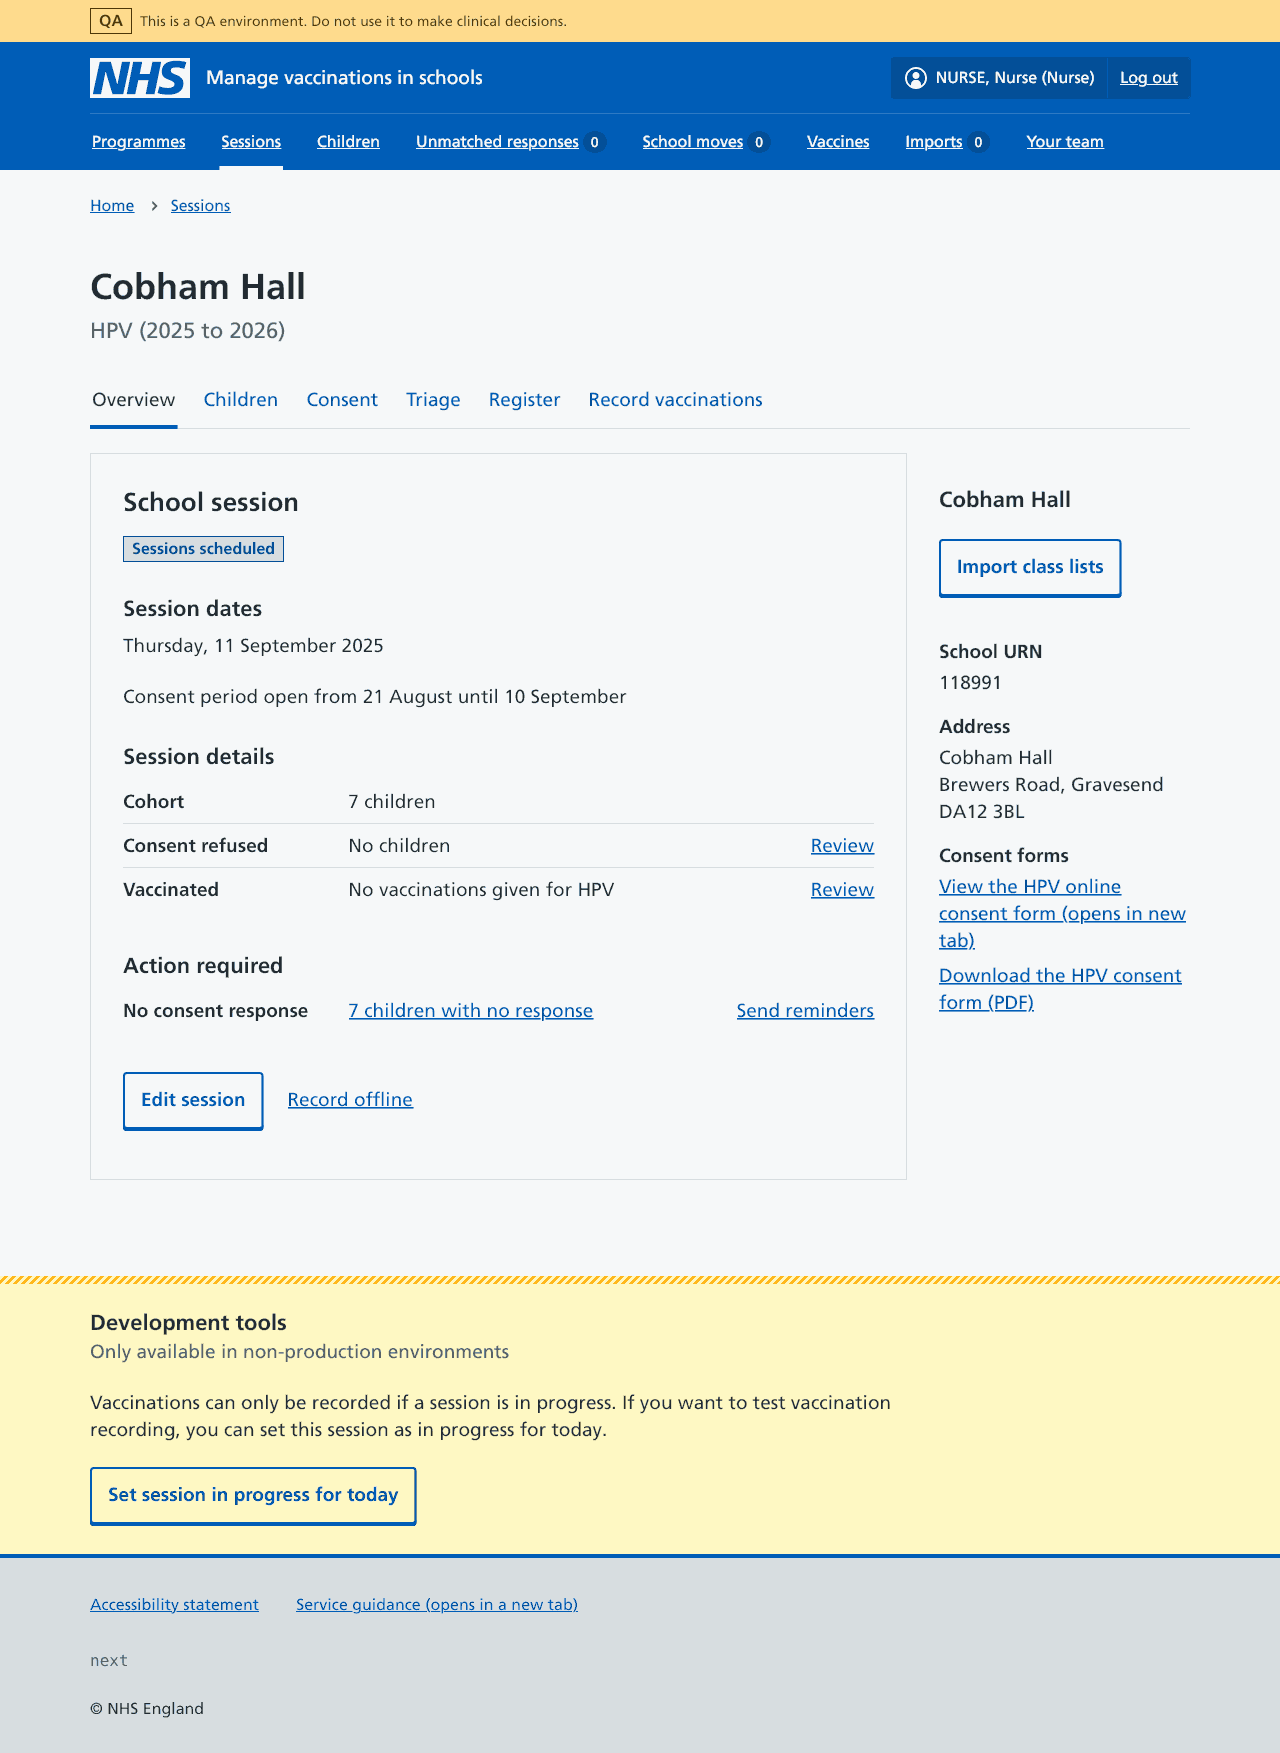 QA This is a QA environment. Do not use it to make clinical decisions.
NHS Manage vaccinations in schools NURSE, Nurse (Nurse) Log out
Programmes Sessions Children Unmatched responses 0 School moves 0 Vaccines Imports 0 Your team
Home Sessions
Cobham Hall
HPV (2025 to 2026)
Overview Children Consent Triage Register Record vaccinations
School session
Sessions scheduled
Session dates
Thursday, 11 September 2025
Consent period open from 21 August until 10 September
Session details
Cohort 7 children
Consent refused No children Review
Vaccinated No vaccinations given for HPV Review
Action required
No consent response 7 children with no response Send reminders
Edit session Record offline
Cobham Hall
Import class lists
School URN
118991
Address
Cobham Hall
Brewers Road, Gravesend
DA12 3BL
Consent forms
View the HPV online
consent form (opens in new
tab)
Download the HPV consent
form (PDF)
Development tools
Only available in non-production environments
Vaccinations can only be recorded if a session is in progress. If you want to test vaccination
recording, you can set this session as in progress for today.
Set session in progress for today
Accessibility statement Service guidance (opens in a new tab)
next
© NHS England